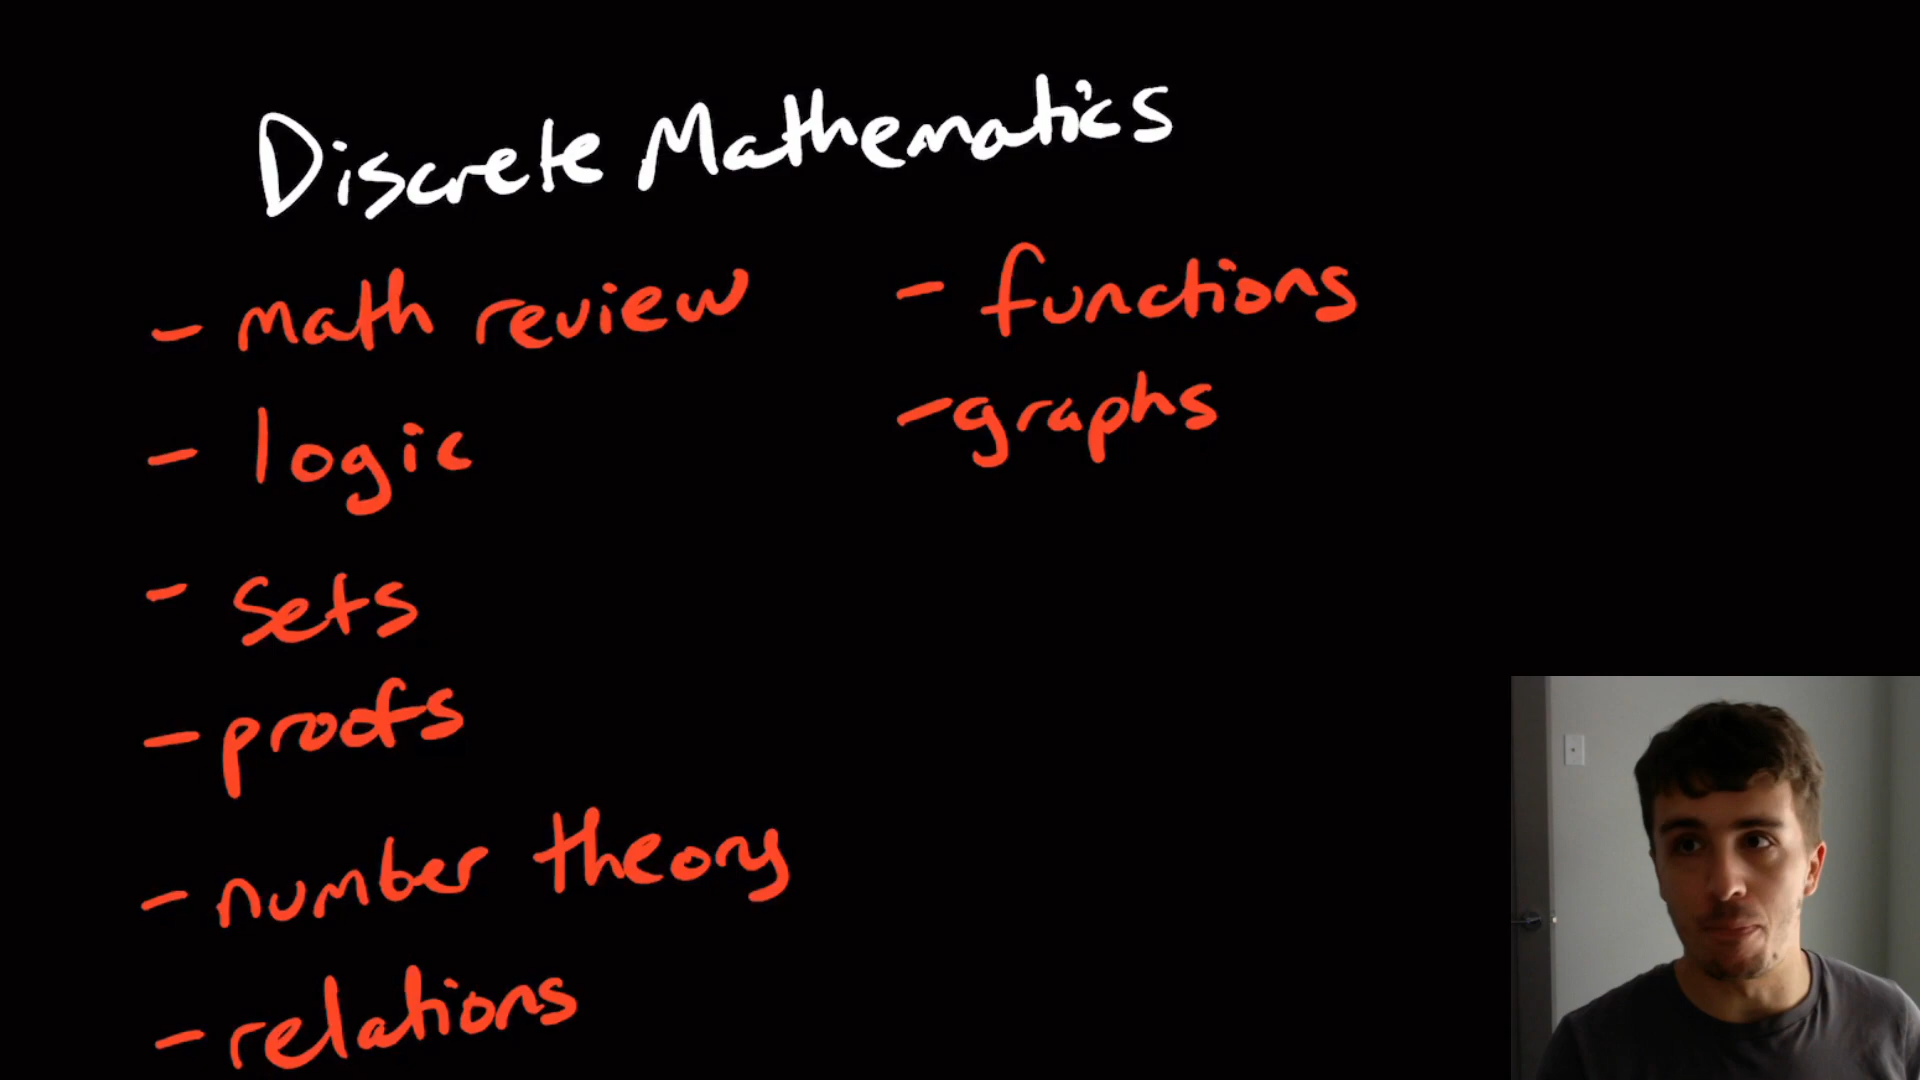 Discrete Mathematics
- math review
- logic
- sets
- proofs
- number theory
- relations
- functions
- graphs